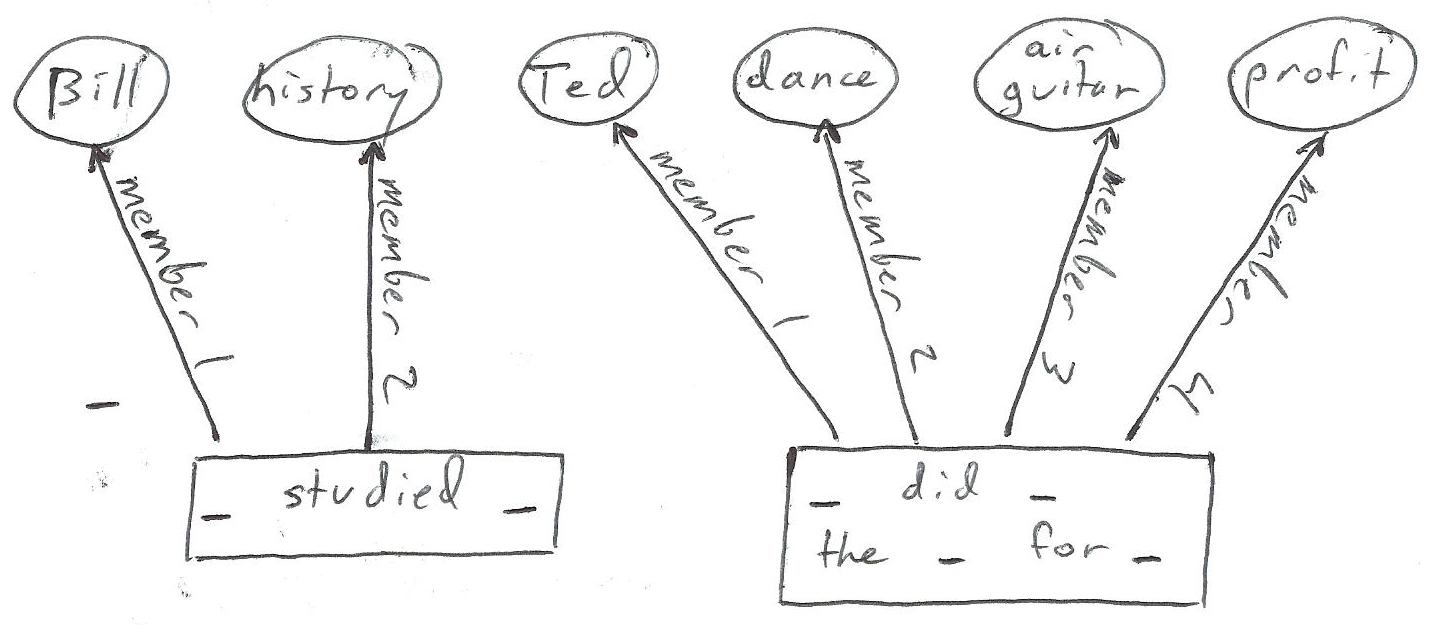 Bill
history
Ted
dance
air
guitar
profit
member 1
member 2
member 1
member 2
member 3
member 4
_ studied _
_ did _
the _ for _